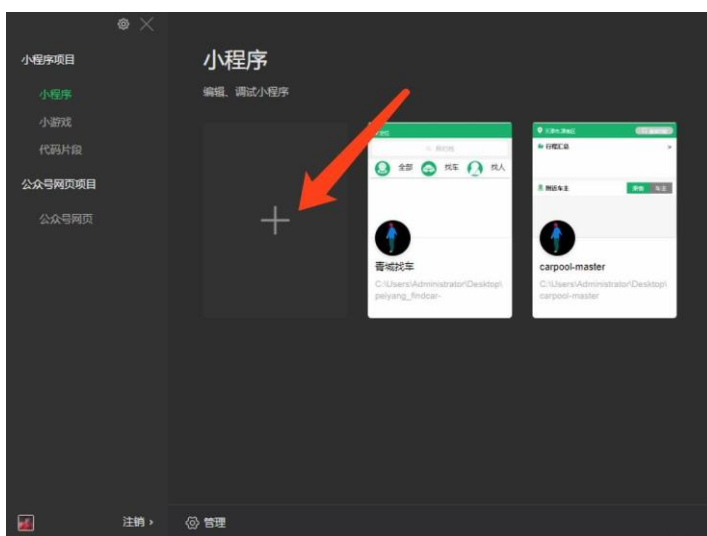 小程序项目
小程序
小游戏
代码片段
公众号网页项目
公众号网页
注销 ›
小程序
编辑、调试小程序
全部 找车 找人
青城找车
C:\Users\Administrator\Desktop\
peiyang_findcar-
行程汇总
附近车主
车主
carpool-master
C:\Users\Administrator\Desktop\
carpool-master
管理